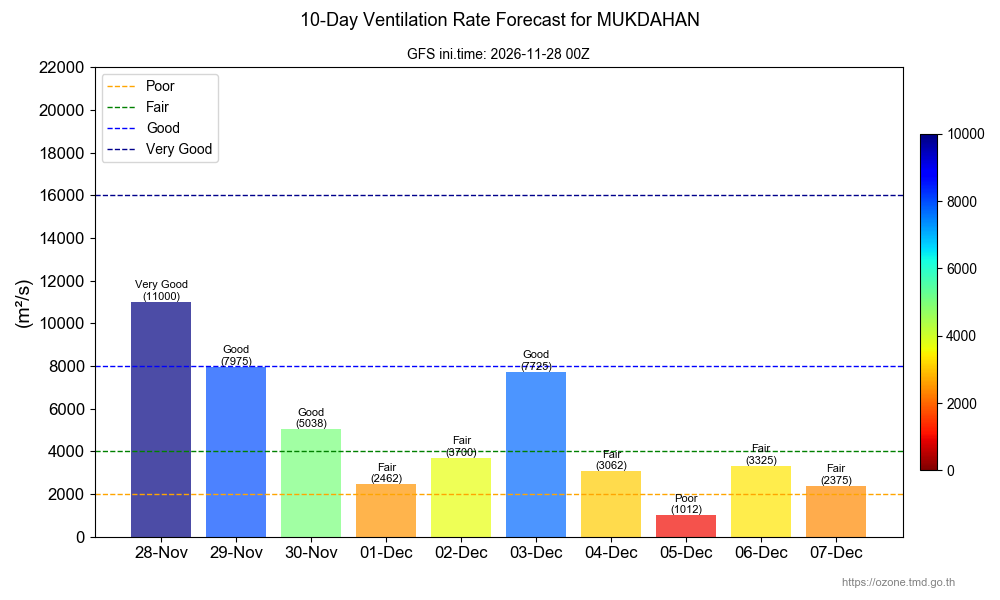 10-Day Ventilation Rate Forecast for MUKDAHAN
GFS ini.time: 2026-11-28 00Z
(m²/s)
22000
20000
18000
16000
14000
12000
10000
8000
6000
4000
2000
0
Poor
Fair
Good
Very Good
Very Good
(11000)
Good
(7975)
Good
(5038)
Fair
(2462)
Fair
(3700)
Good
(7725)
Fair
(3062)
Poor
(1012)
Fair
(3325)
Fair
(2375)
28-Nov
29-Nov
30-Nov
01-Dec
02-Dec
03-Dec
04-Dec
05-Dec
06-Dec
07-Dec
10000
8000
6000
4000
2000
0
https://ozone.tmd.go.th